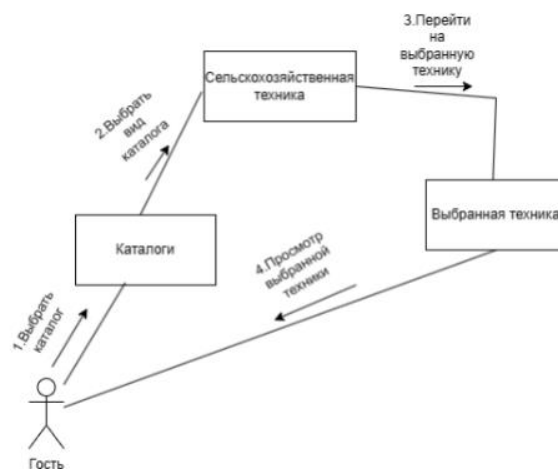 3.Перейти
на
выбранную
технику
Сельскохозяйственная
техника
2.Выбрать
вид
каталога
Выбранная техника
Каталоги
4.Просмотр
выбранной
техники
1.Выбрать
каталог
Гость